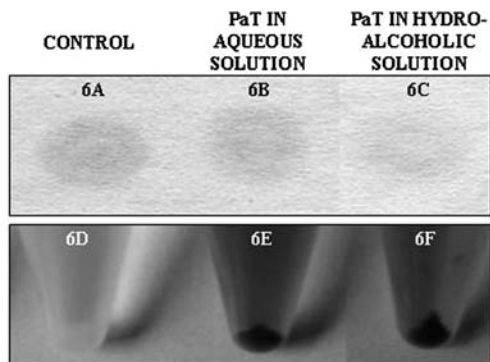 CONTROL
PaT IN
AQUEOUS
SOLUTION
PaT IN HYDRO-
ALCOHOLIC
SOLUTION
6A 6B 6C
6D 6E 6F